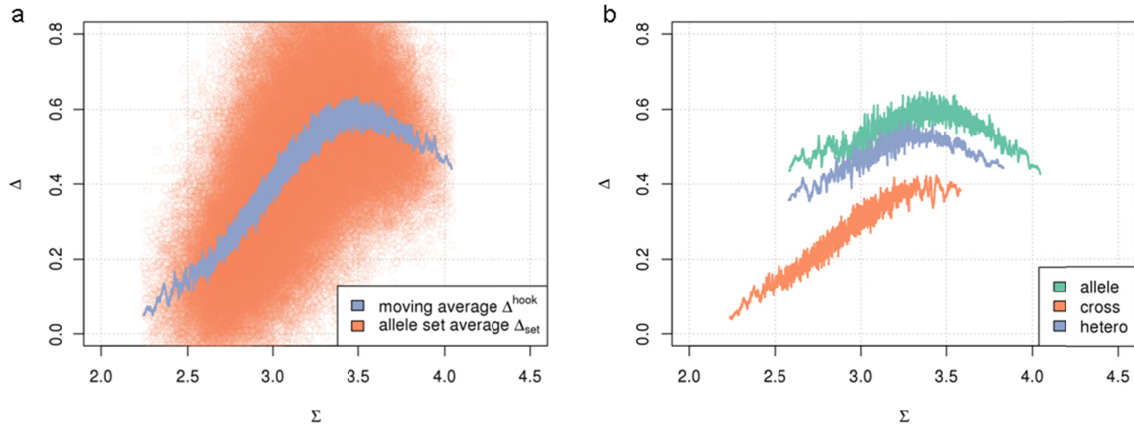 a
0.8
0.6
0.4
0.2
0.0
Δ
moving average Δhook
allele set average Δset
2.0 2.5 3.0 3.5 4.0 4.5
Σ
b
0.8
0.6
0.4
0.2
0.0
Δ
allele
cross
hetero
2.0 2.5 3.0 3.5 4.0 4.5
Σ